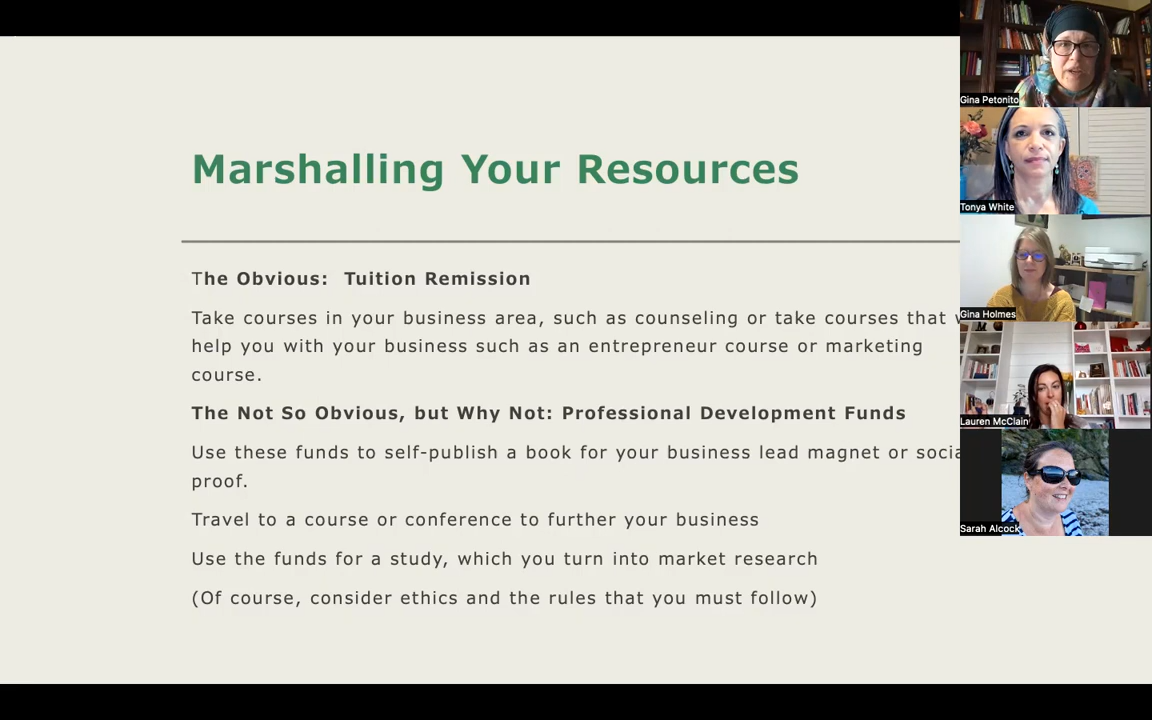 Marshalling Your Resources
The Obvious: Tuition Remission
Take courses in your business area, such as counseling or take courses that
help you with your business such as an entrepreneur course or marketing
course.
The Not So Obvious, but Why Not: Professional Development Funds
Use these funds to self-publish a book for your business lead magnet or socia
proof.
Travel to a course or conference to further your business
Use the funds for a study, which you turn into market research
(Of course, consider ethics and the rules that you must follow)
Gina Petonito
Tonya White
Gina Holmes
Lauren McClain
Sarah Alcock